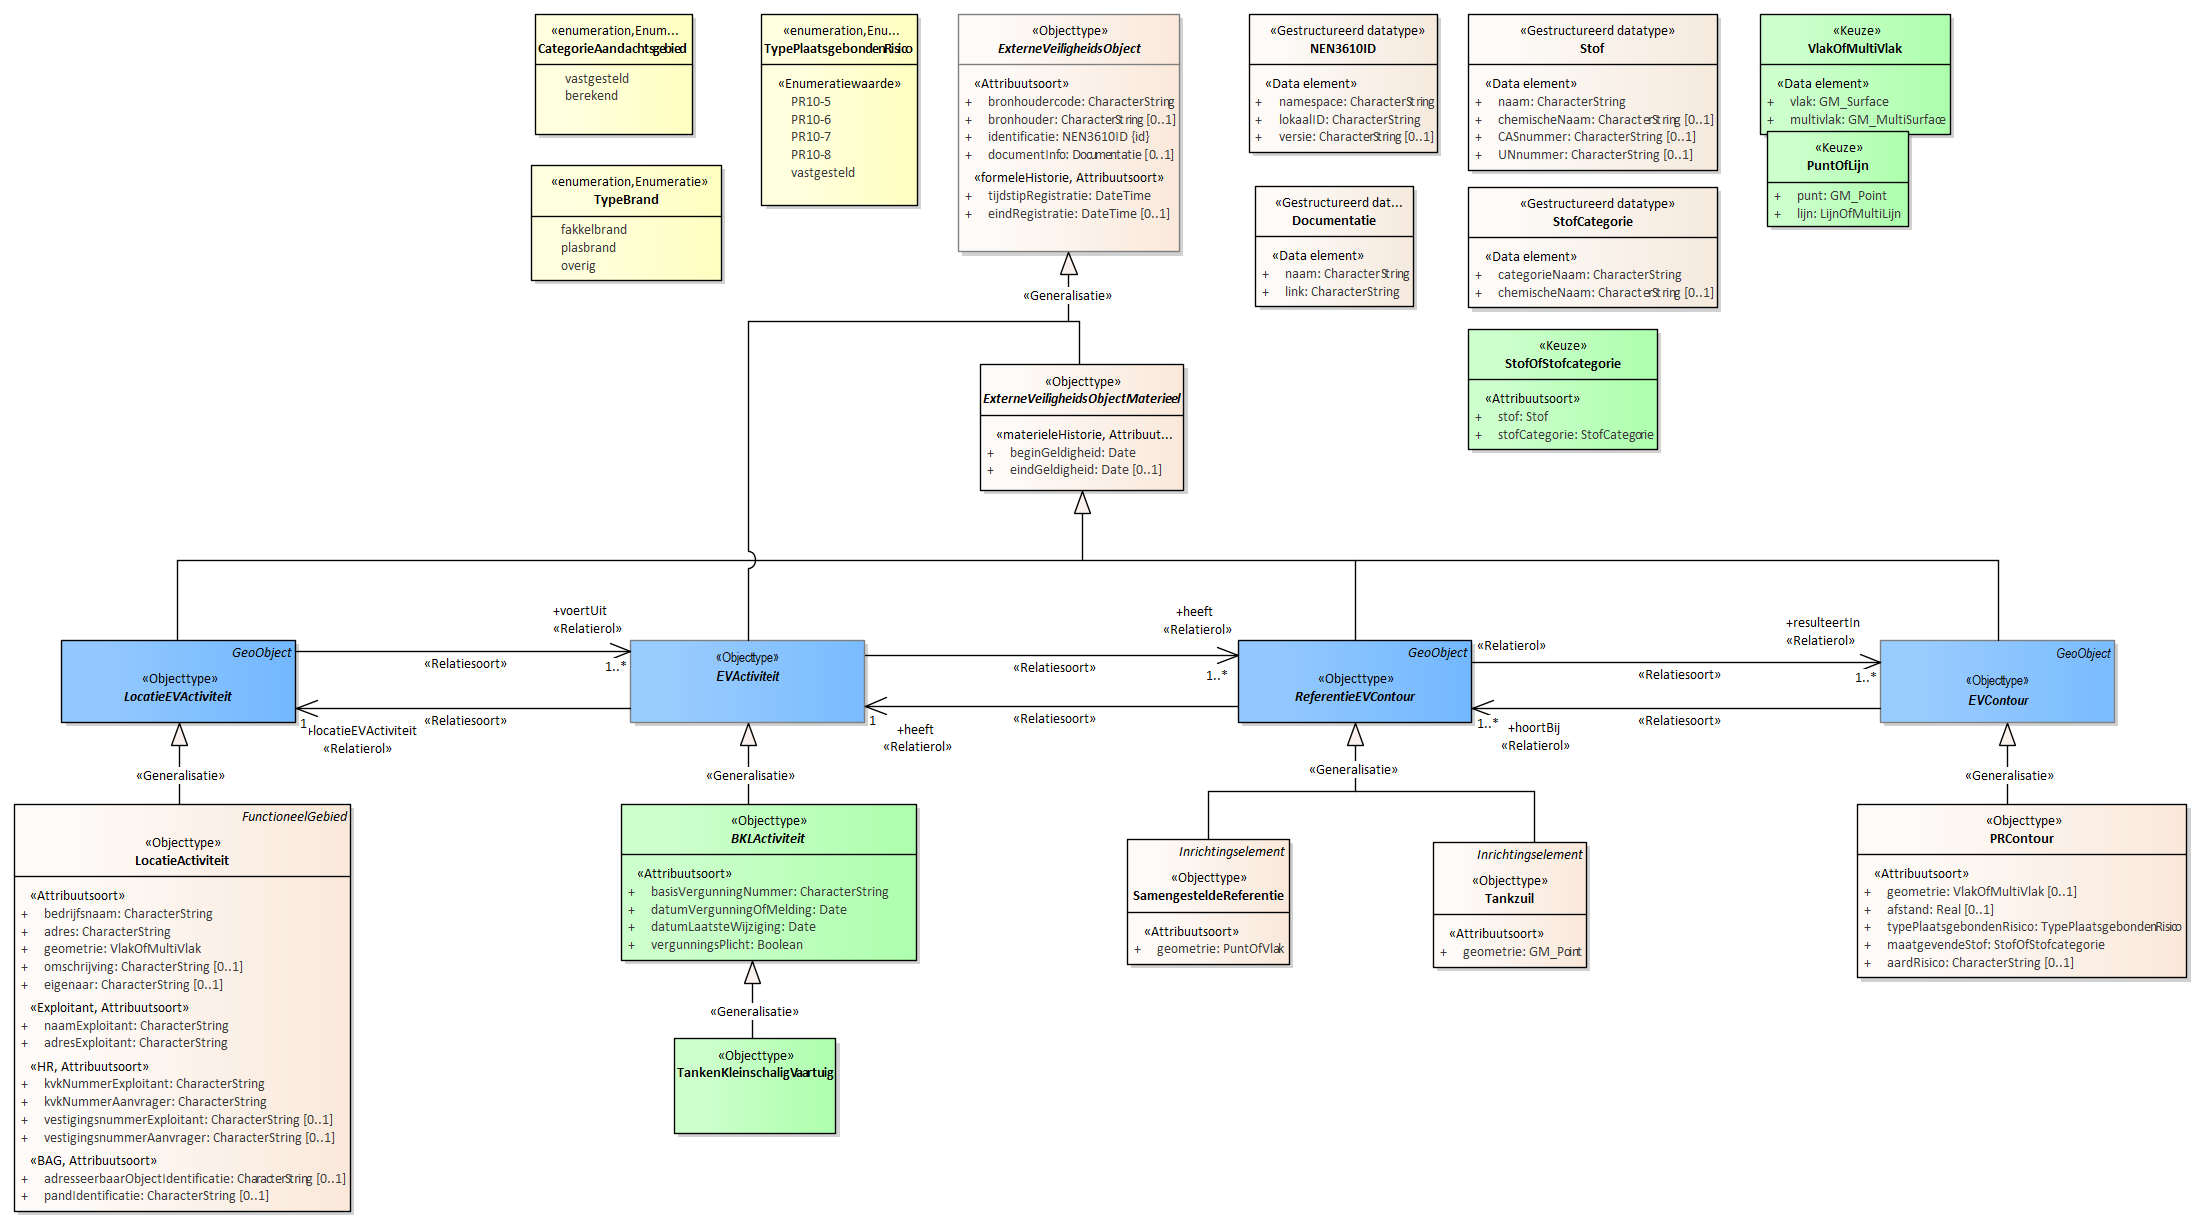 «enumeration,Enum...
CategorieAandachtsgebied
vastgesteld
berekend
«enumeration,Enumeratie»
TypeBrand
fakkelbrand
plasbrand
overig
«enumeration,Enu...
TypePlaatsgebondenRisico
«Enumeratiewaarde»
PR10-5
PR10-6
PR10-7
PR10-8
vastgesteld
«Objecttype»
ExterneVeiligheidsObject
«Attribuutsoort»
+ bronhoudercode: CharacterString
+ bronhouder: CharacterString [0..1]
+ identificatie: NEN3610ID {id}
+ documentInfo: Documentatie [0..1]
«formeleHistorie, Attribuutsoort»
+ tijdstipRegistratie: DateTime
+ eindRegistratie: DateTime [0..1]
«Gestructureerd datatype»
NEN3610ID
«Data element»
+ namespace: CharacterString
+ lokaalID: CharacterString
+ versie: CharacterString [0..1]
«Gestructureerd dat...
Documentatie
«Data element»
+ naam: CharacterString
+ link: CharacterString
«Gestructureerd datatype»
Stof
«Data element»
+ naam: CharacterString
+ chemischeNaam: CharacterString [0..1]
+ CASnummer: CharacterString [0..1]
+ UNnummer: CharacterString [0..1]
«Gestructureerd datatype»
StofCategorie
«Data element»
+ categorieNaam: CharacterString
+ chemischeNaam: CharacterString [0..1]
«Keuze»
StofOfStofcategorie
«Attribuutsoort»
+ stof: Stof
+ stofCategorie: StofCategorie
«Keuze»
VlakOfMultiVlak
«Data element»
+ vlak: GM_Surface
+ multivlak: GM_MultiSurface
«Keuze»
PuntOfLijn
+ punt: GM_Point
+ lijn: LijnOfMultiLijn
«Generalisatie»
«Objecttype»
ExterneVeiligheidsObjectMaterieel
«materieleHistorie, Attribuut...
+ beginGeldigheid: Date
+ eindGeldigheid: Date [0..1]
GeoObject
«Objecttype»
LocatieEVActiviteit
+voertUit
«Relatierol»
1..*
«Relatiesoort»
«Relatiesoort»
1
+locatieEVActiviteit
«Relatierol»
«Objecttype»
EVActiviteit
+heeft
«Relatierol»
1..*
«Relatiesoort»
«Relatiesoort»
1
+heeft
«Relatierol»
GeoObject
«Objecttype»
ReferentieEVContour
«Relatierol»
+resulteertIn
«Relatierol»
1..*
«Relatiesoort»
«Relatiesoort»
1..*
+hoortBij
«Relatierol»
GeoObject
«Objecttype»
EVContour
«Generalisatie»
«Generalisatie»
«Generalisatie»
«Generalisatie»
FunctioneelGebied
«Objecttype»
LocatieActiviteit
«Attribuutsoort»
+ bedrijfsnaam: CharacterString
+ adres: CharacterString
+ geometrie: VlakOfMultiVlak
+ omschrijving: CharacterString [0..1]
+ eigenaar: CharacterString [0..1]
«Exploitant, Attribuutsoort»
+ naamExploitant: CharacterString
+ adresExploitant: CharacterString
«HR, Attribuutsoort»
+ kvkNummerExploitant: CharacterString
+ kvkNummerAanvrager: CharacterString
+ vestigingsnummerExploitant: CharacterString [0..1]
+ vestigingsnummerAanvrager: CharacterString [0..1]
«BAG, Attribuutsoort»
+ adresseerbaarObjectIdentificatie: CharacterString [0..1]
+ pandIdentificatie: CharacterString [0..1]
«Objecttype»
BKLActiviteit
«Attribuutsoort»
+ basisVergunningNummer: CharacterString
+ datumVergunningOfMelding: Date
+ datumLaatsteWijziging: Date
+ vergunningsPlicht: Boolean
«Generalisatie»
«Objecttype»
TankenKleinschaligVaartuig
Inrichtingselement
«Objecttype»
SamengesteldeReferentie
«Attribuutsoort»
+ geometrie: PuntOfVlak
Inrichtingselement
«Objecttype»
Tankzuil
«Attribuutsoort»
+ geometrie: GM_Point
«Objecttype»
PRContour
«Attribuutsoort»
+ geometrie: VlakOfMultiVlak [0..1]
+ afstand: Real [0..1]
+ typePlaatsgebondenRisico: TypePlaatsgebondenRisico
+ maatgevendeStof: StofOfStofcategorie
+ aardRisico: CharacterString [0..1]